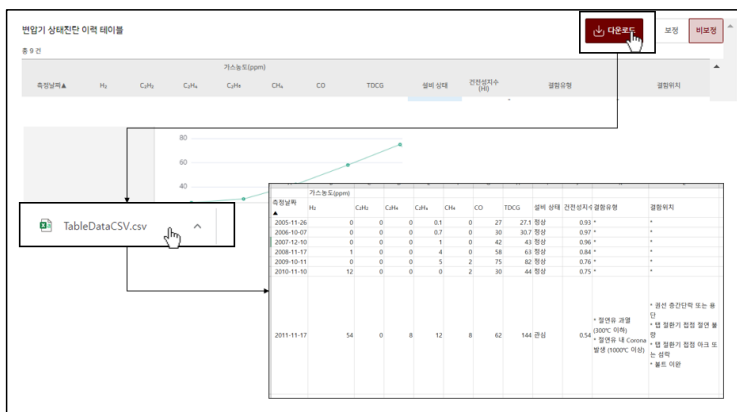 변압기 상태진단 이력 테이블
다운로드 보정 비보정
총 9 건
가스농도(ppm)
측정날짜▲ H₂ C₂H₂ C₂H₄ C₂H₆ CH₄ CO TDCG 설비 상태 건전성지수 (HI) 결함유형 결함위치
80
60
40
TableDataCSV.csv
가스농도(ppm)
측정날짜 ▲ H₂ C₂H₂ C₂H₄ C₂H₆ CH₄ CO TDCG 설비 상태 건전성지수 결함유형 결함위치
2005-11-26 0 0 0 0.1 0 27 27.1 정상 0.93 * *
2006-10-07 0 0 0 0.7 0 30 30.7 정상 0.97 * *
2007-12-10 0 0 0 1 0 42 43 정상 0.96 * *
2008-11-17 1 0 0 4 0 58 63 정상 0.84 * *
2009-10-11 0 0 0 5 2 75 82 정상 0.76 * *
2010-11-10 12 0 0 0 2 30 44 정상 0.75 * *
2011-11-17 54 0 8 12 8 62 144 관심 0.54
* 절연유 과열
(300℃ 이하)
* 절연유 내 Corona
발생 (1000℃ 이상)
* 권선 층간단락 또는 용
단
* 탭 절환기 접점 절연 불
량
* 탭 절환기 접점 아크 또
는 섬락
* 볼트 이완